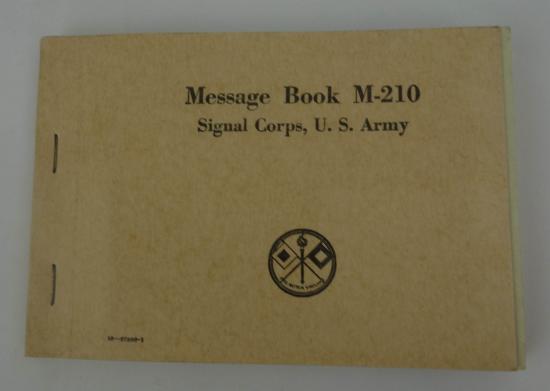 Message Book M-210
Signal Corps, U. S. Army